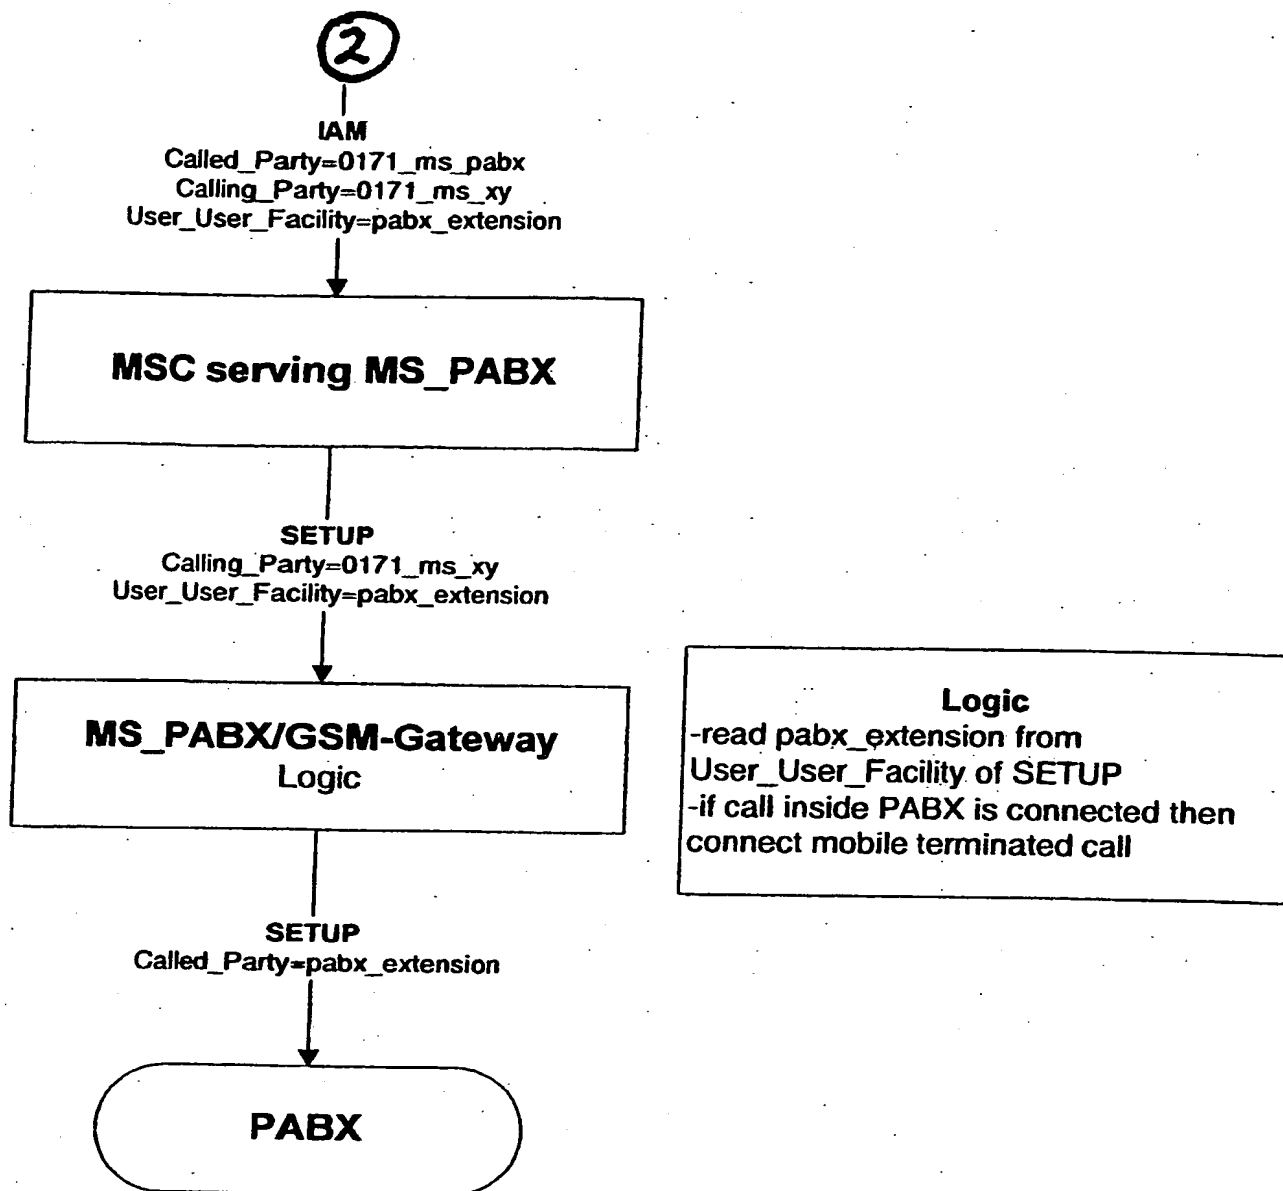 2
IAM
Called_Party=0171_ms_pabx
Calling_Party=0171_ms_xy
User_User_Facility=pabx_extension
MSC serving MS_PABX
SETUP
Calling_Party=0171_ms_xy
User_User_Facility=pabx_extension
MS_PABX/GSM-Gateway
Logic
Logic
-read pabx_extension from
User_User_Facility of SETUP
-if call inside PABX is connected then
connect mobile terminated call
SETUP
Called_Party=pabx_extension
PABX